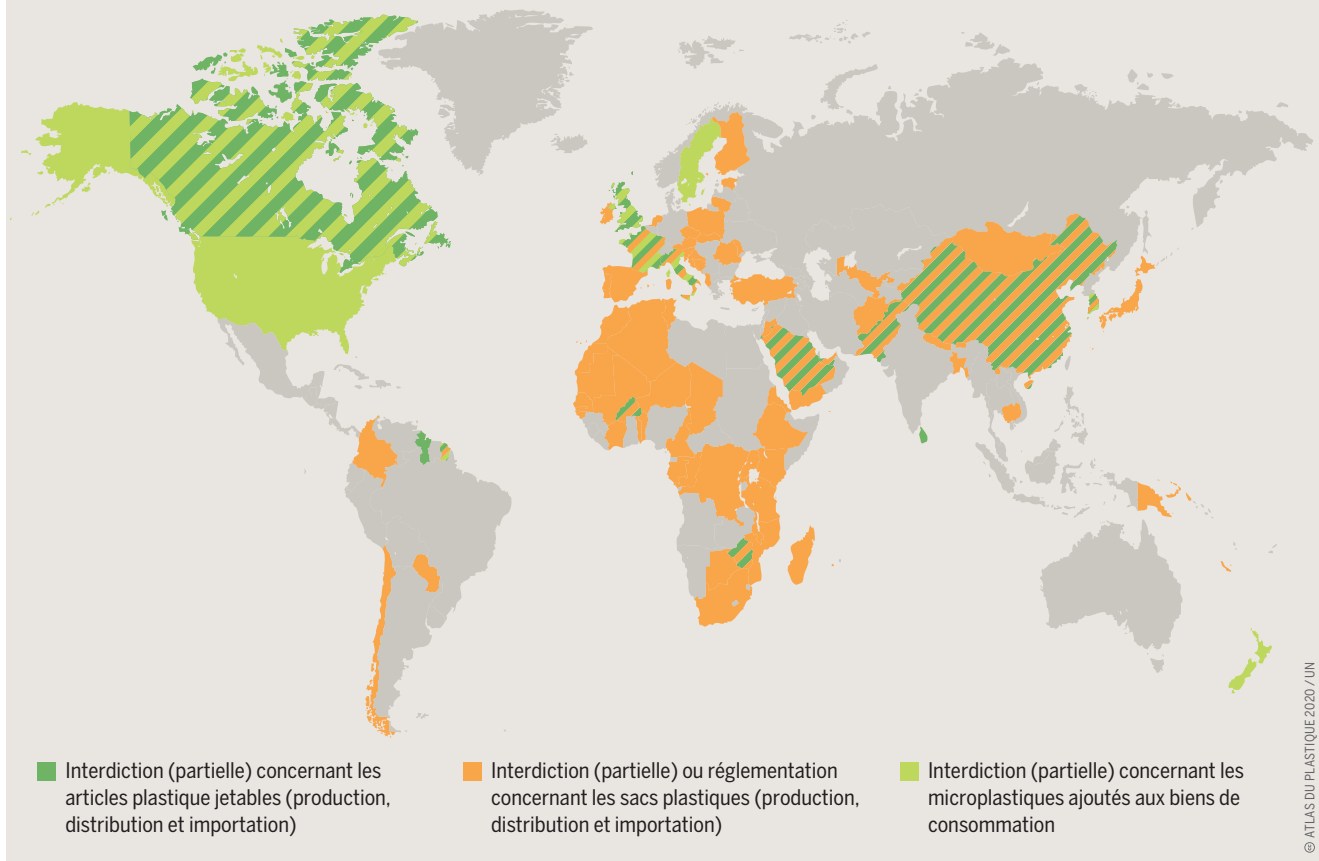 Interdiction (partielle) concernant les
articles plastique jetables (production,
distribution et importation)
Interdiction (partielle) ou réglementation
concernant les sacs plastiques (production,
distribution et importation)
Interdiction (partielle) concernant les
microplastiques ajoutés aux biens de
consommation
© ATLAS DU PLASTIQUE 2020 / UN